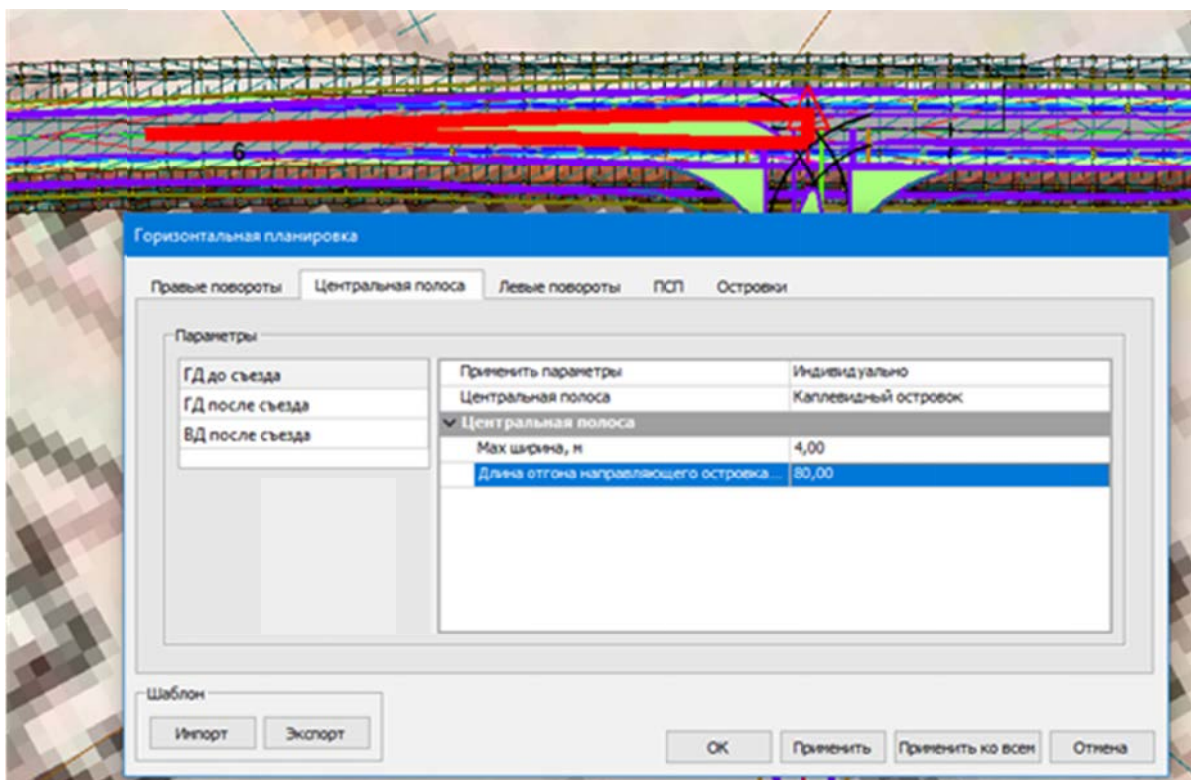 6
Горизонтальная планировка
Правые повороты Центральная полоса Левые повороты ПСП Островки
Параметры
ГД до съезда
ГД после съезда
ВД после съезда
Применить параметры Индивидуально
Центральная полоса Каплевидный островок
Центральная полоса
Мах ширина, м 4,00
Длина отгона направляющего островка... 80,00
Шаблон
Импорт Экспорт
ОК Применить Применить ко всем Отмена